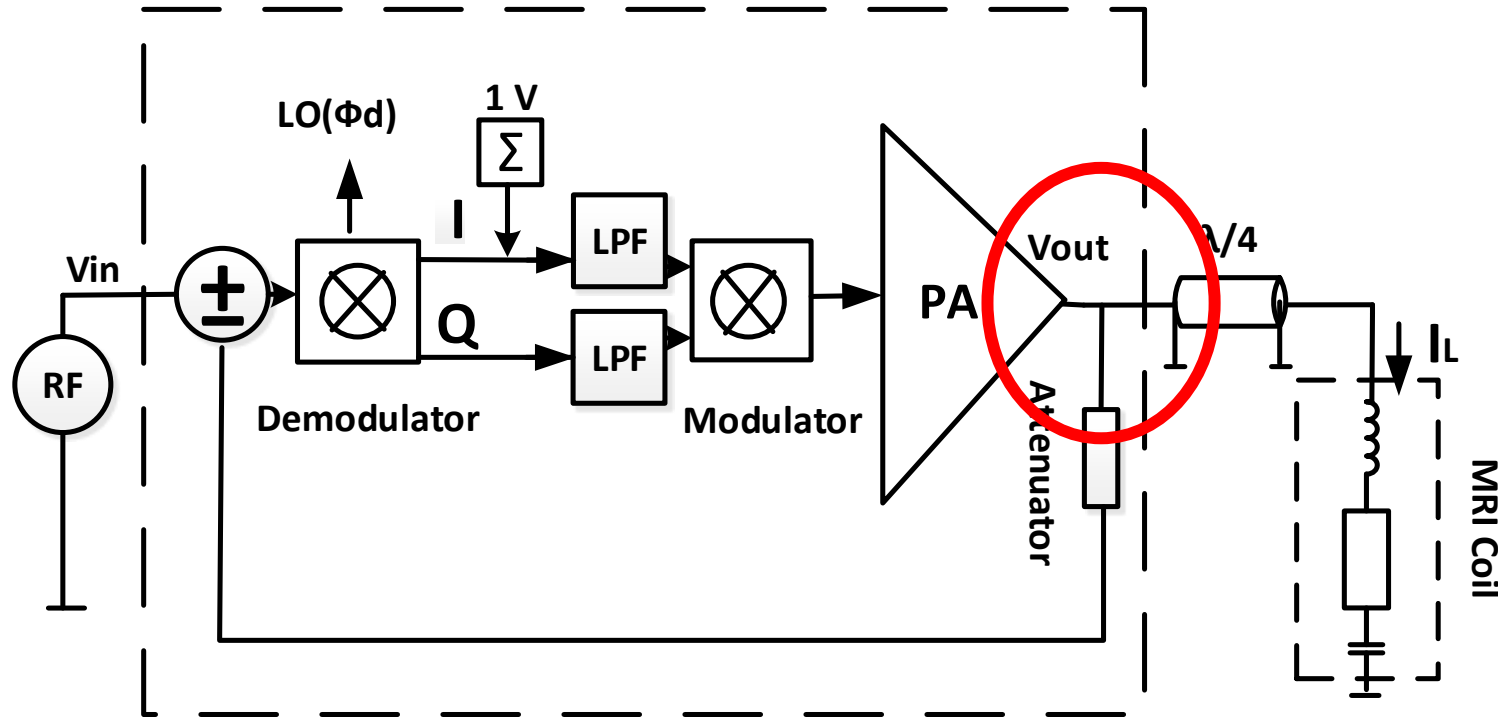 1 V
LO(Φd)
Σ
I
LPF
Vin
Vout
λ/4
±
PA
Q
LPF
IL
RF
Demodulator
Modulator
Attenuator
MRI Coil